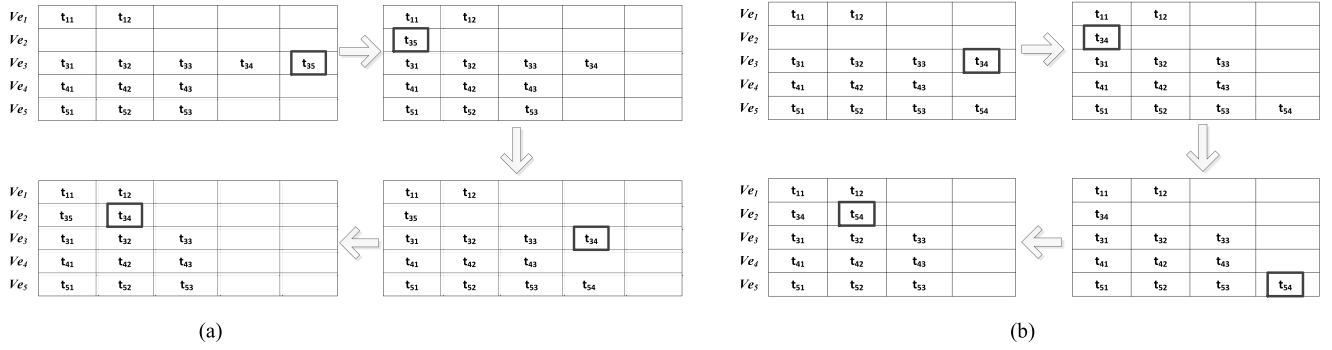 Ve1 t11 t12
Ve2
Ve3 t31 t32 t33 t34 t35
Ve4 t41 t42 t43
Ve5 t51 t52 t53
t11 t12
t35
t31 t32 t33 t34
t41 t42 t43
t51 t52 t53
Ve1 t11 t12
Ve2 t35 t34
Ve3 t31 t32 t33
Ve4 t41 t42 t43
Ve5 t51 t52 t53
t11 t12
t35
t31 t32 t33 t34
t41 t42 t43
t51 t52 t53 t54
(a)
Ve1 t11 t12
Ve2
Ve3 t31 t32 t33 t34
Ve4 t41 t42 t43
Ve5 t51 t52 t53 t54
t11 t12
t34
t31 t32 t33
t41 t42 t43
t51 t52 t53 t54
Ve1 t11 t12
Ve2 t34 t54
Ve3 t31 t32 t33
Ve4 t41 t42 t43
Ve5 t51 t52 t53
t11 t12
t34
t31 t32 t33
t41 t42 t43
t51 t52 t53 t54
(b)